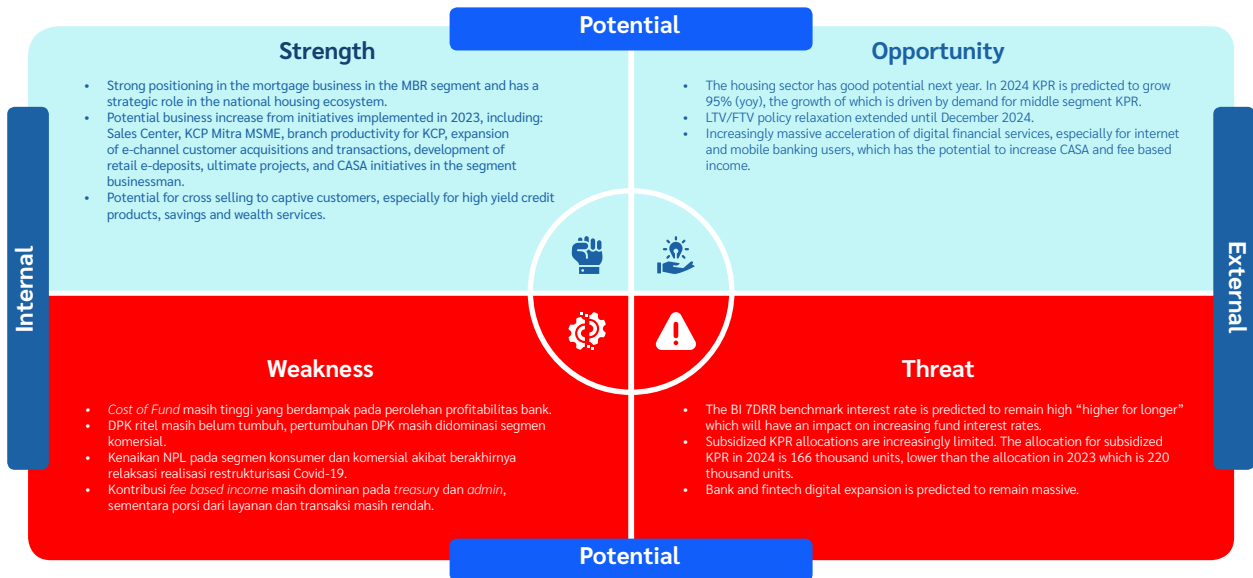 Potential
Strength
• Strong positioning in the mortgage business in the MBR segment and has a
strategic role in the national housing ecosystem.
• Potential business increase from initiatives implemented in 2023, including:
Sales Center, KCP Mitra MSME, branch productivity for KCP, expansion
of e-channel customer acquisitions and transactions, development of
retail e-deposits, ultimate projects, and CASA initiatives in the segment
businessman.
• Potential for cross selling to captive customers, especially for high yield credit
products, savings and wealth services.
Opportunity
• The housing sector has good potential next year. In 2024 KPR is predicted to grow
95% (yoy), the growth of which is driven by demand for middle segment KPR.
• LTV/FTV policy relaxation extended until December 2024.
• Increasingly massive acceleration of digital financial services, especially for internet
and mobile banking users, which has the potential to increase CASA and fee based
income.
Internal
External
Weakness
• Cost of Fund masih tinggi yang berdampak pada perolehan profitabilitas bank.
• DPK ritel masih belum tumbuh, pertumbuhan DPK masih didominasi segmen
komersial.
• Kenaikan NPL pada segmen konsumer dan komersial akibat berakhirnya
relaksasi realisasi restrukturisasi Covid-19.
• Kontribusi fee based income masih dominan pada treasury dan admin,
sementara porsi dari layanan dan transaksi masih rendah.
Threat
• The BI 7DRR benchmark interest rate is predicted to remain high “higher for longer”
which will have an impact on increasing fund interest rates.
• Subsidized KPR allocations are increasingly limited. The allocation for subsidized
KPR in 2024 is 166 thousand units, lower than the allocation in 2023 which is 220
thousand units.
• Bank and fintech digital expansion is predicted to remain massive.
Potential